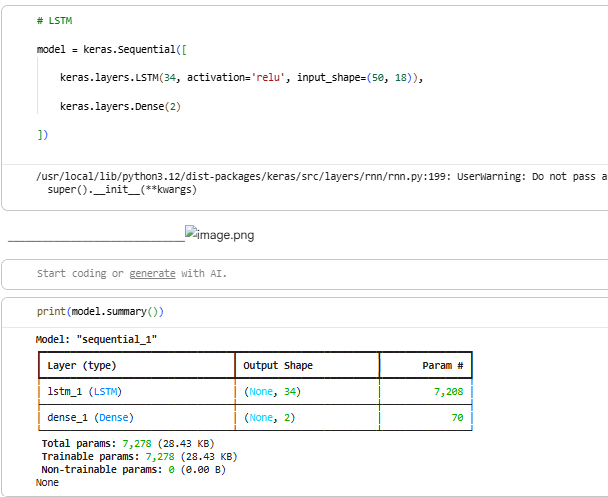 # LSTM
model = keras.Sequential([
keras.layers.LSTM(34, activation='relu', input_shape=(50, 18)),
keras.layers.Dense(2)
])
/usr/local/lib/python3.12/dist-packages/keras/src/layers/rnn/rnn.py:199: UserWarning: Do not pass a
super().__init__(**kwargs)
____________________________image.png
Start coding or generate with AI.
print(model.summary())
Model: "sequential_1"
Layer (type) Output Shape Param #
lstm_1 (LSTM) (None, 34) 7,208
dense_1 (Dense) (None, 2) 70
Total params: 7,278 (28.43 KB)
Trainable params: 7,278 (28.43 KB)
Non-trainable params: 0 (0.00 B)
None